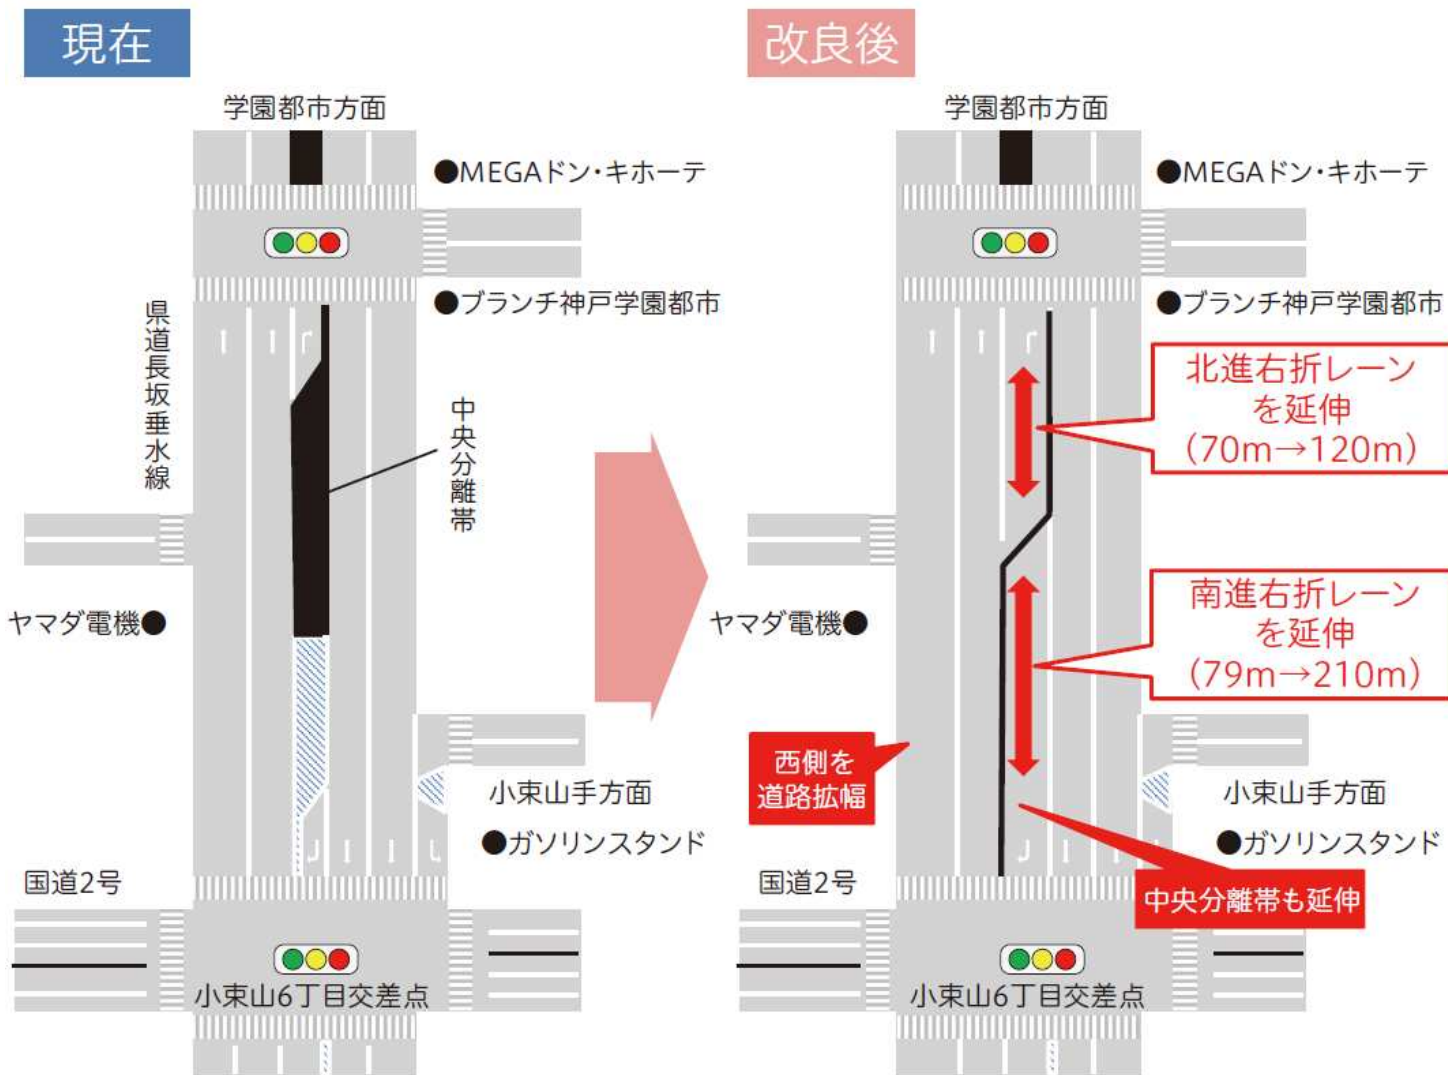 現在
学園都市方面
●MEGAドン・キホーテ
●ブランチ神戸学園都市
県道長坂垂水線
中央分離帯
ヤマダ電機●
小束山手方面
●ガソリンスタンド
国道2号
小束山6丁目交差点
改良後
学園都市方面
●MEGAドン・キホーテ
●ブランチ神戸学園都市
北進右折レーン
を延伸
(70m→120m)
ヤマダ電機●
南進右折レーン
を延伸
(79m→210m)
西側を
道路拡幅
小束山手方面
●ガソリンスタンド
国道2号
中央分離帯も延伸
小束山6丁目交差点